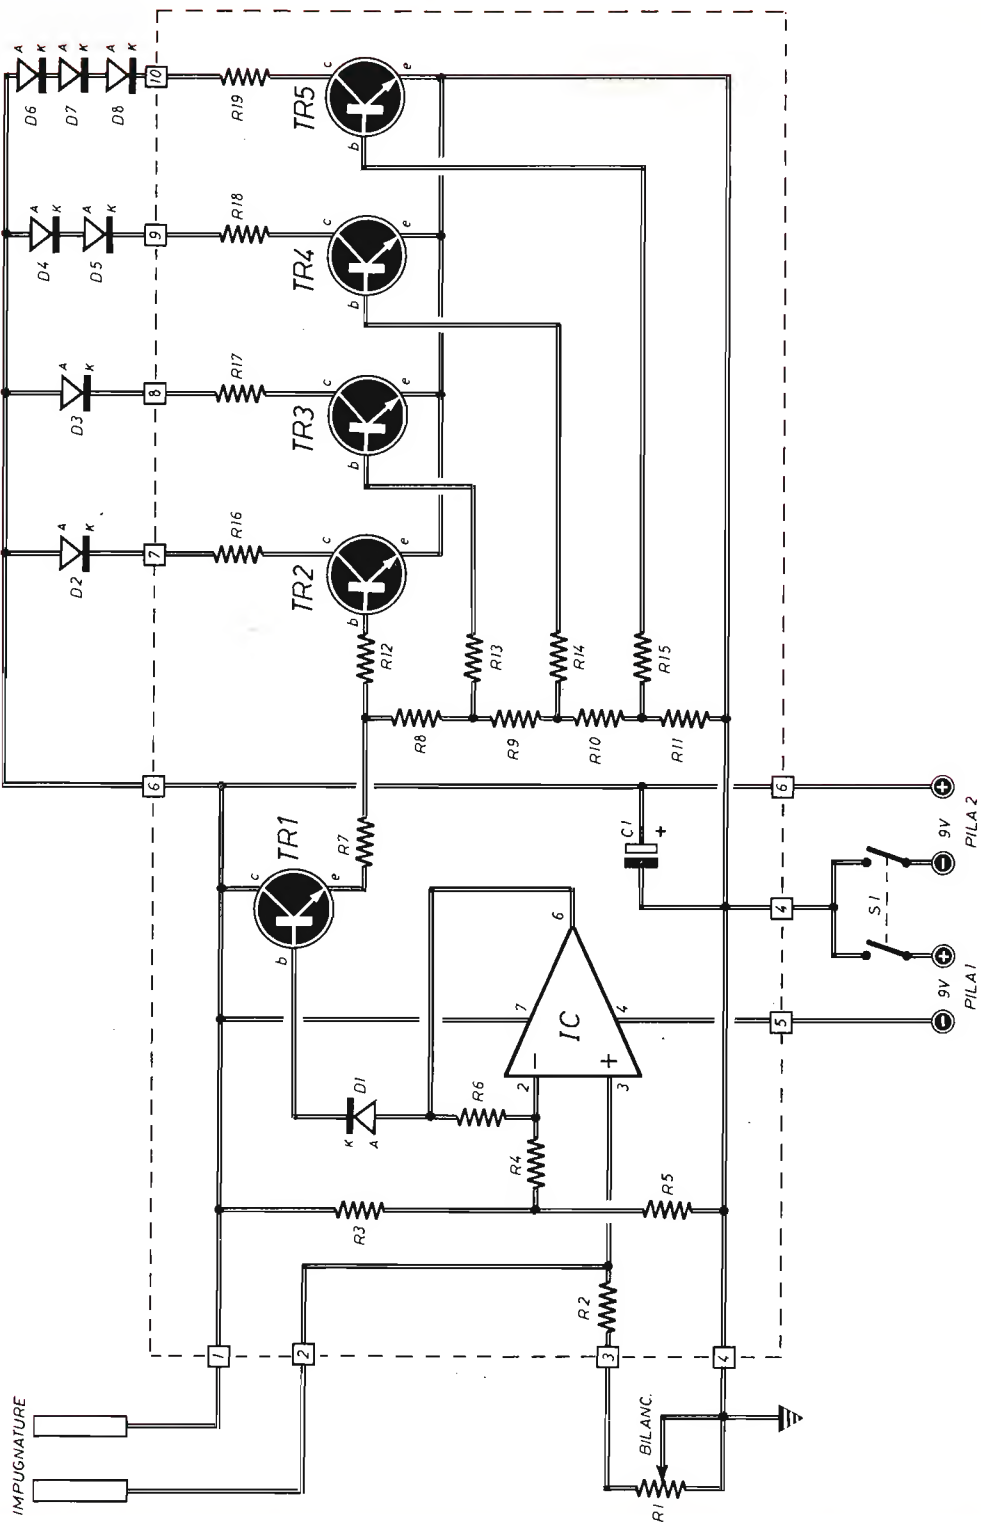 IMPUGNATURE
1
2
3
4
R1
BILANC.
R2
R3
R4
R5
R6
A
K
D1
2
3
-
+
IC
7
4
6
b
c
e
TR1
R7
5
4
6
C1
+
S1
9V
PILA 1
9V
PILA 2
6
R8
R9
R10
R11
R12
R13
R14
R15
b
c
e
TR2
b
c
e
TR3
b
c
e
TR4
b
c
e
TR5
R16
R17
R18
R19
7
8
9
10
D2
A
K
D3
A
K
D4
A
K
D5
A
K
D6
A
K
D7
A
K
D8
A
K